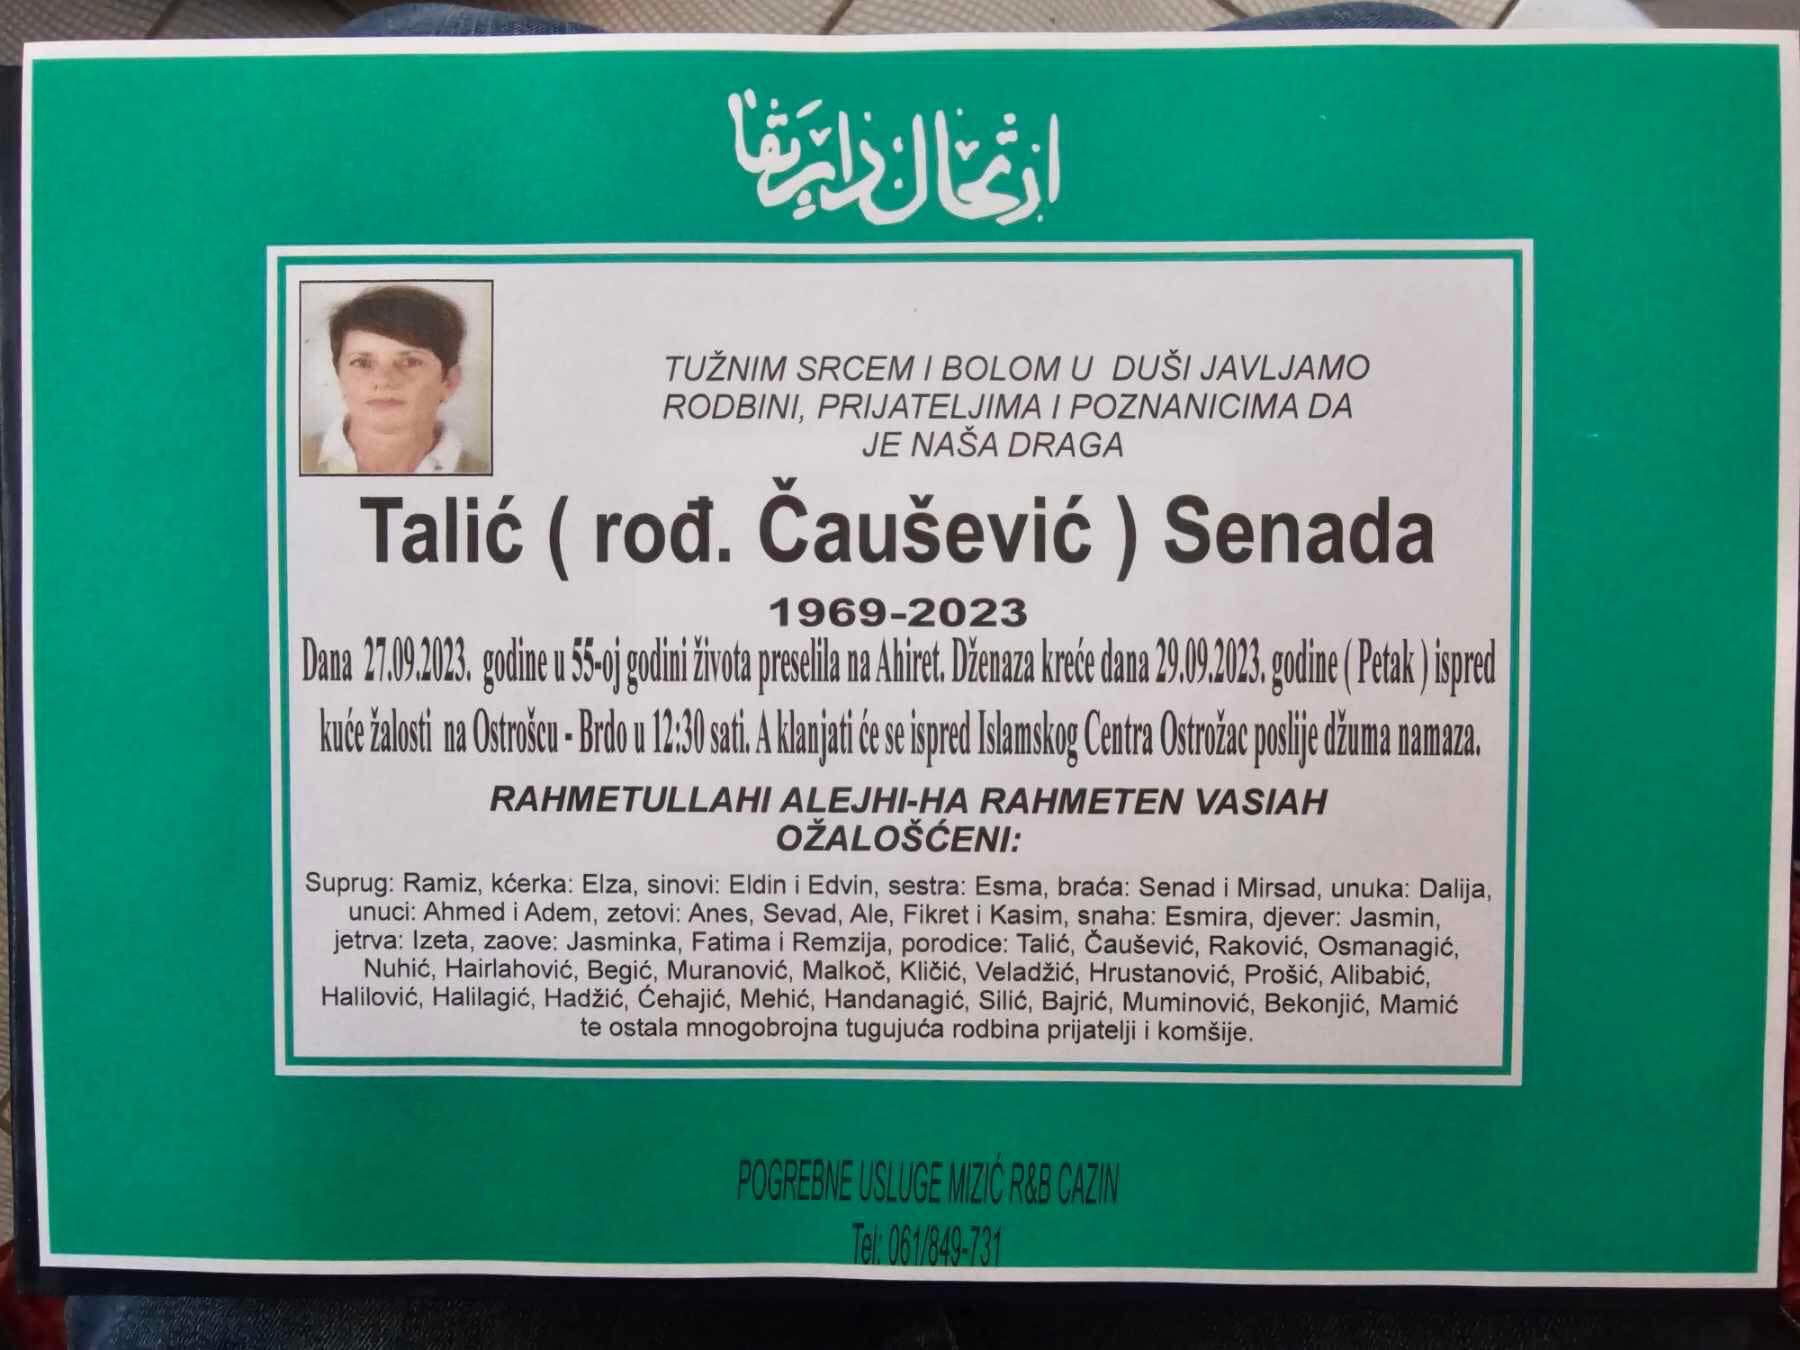 ارتحال دار بقا
TUŽNIM SRCEM I BOLOM U DUŠI JAVLJAMO
RODBINI, PRIJATELJIMA I POZNANICIMA DA
JE NAŠA DRAGA
Talić ( rođ. Čaušević ) Senada
1969-2023
Dana 27.09.2023. godine u 55-oj godini života preselila na Ahiret. Dženaza kreće dana 29.09.2023. godine ( Petak ) ispred
kuće žalosti na Ostrošcu - Brdo u 12:30 sati. A klanjati će se ispred Islamskog Centra Ostrožac poslije džuma namaza.
RAHMETULLAHI ALEJHI-HA RAHMETEN VASIAH
OŽALOŠĆENI:
Suprug: Ramiz, kćerka: Elza, sinovi: Eldin i Edvin, sestra: Esma, braća: Senad i Mirsad, unuka: Dalija,
unuci: Ahmed i Adem, zetovi: Anes, Sevad, Ale, Fikret i Kasim, snaha: Esmira, djever: Jasmin,
jetrva: Izeta, zaove: Jasminka, Fatima i Remzija, porodice: Talić, Čaušević, Raković, Osmanagić,
Nuhić, Hairlahović, Begić, Muranović, Malkoč, Kličić, Veladžić, Hrustanović, Prošić, Alibabić,
Halilović, Halilagić, Hadžić, Ćehajić, Mehić, Handanagić, Silić, Bajrić, Muminović, Bekonjić, Mamić
te ostala mnogobrojna tugujuća rodbina prijatelji i komšije.
POGREBNE USLUGE MIZIĆ R&B CAZIN
Tel: 061/849-731